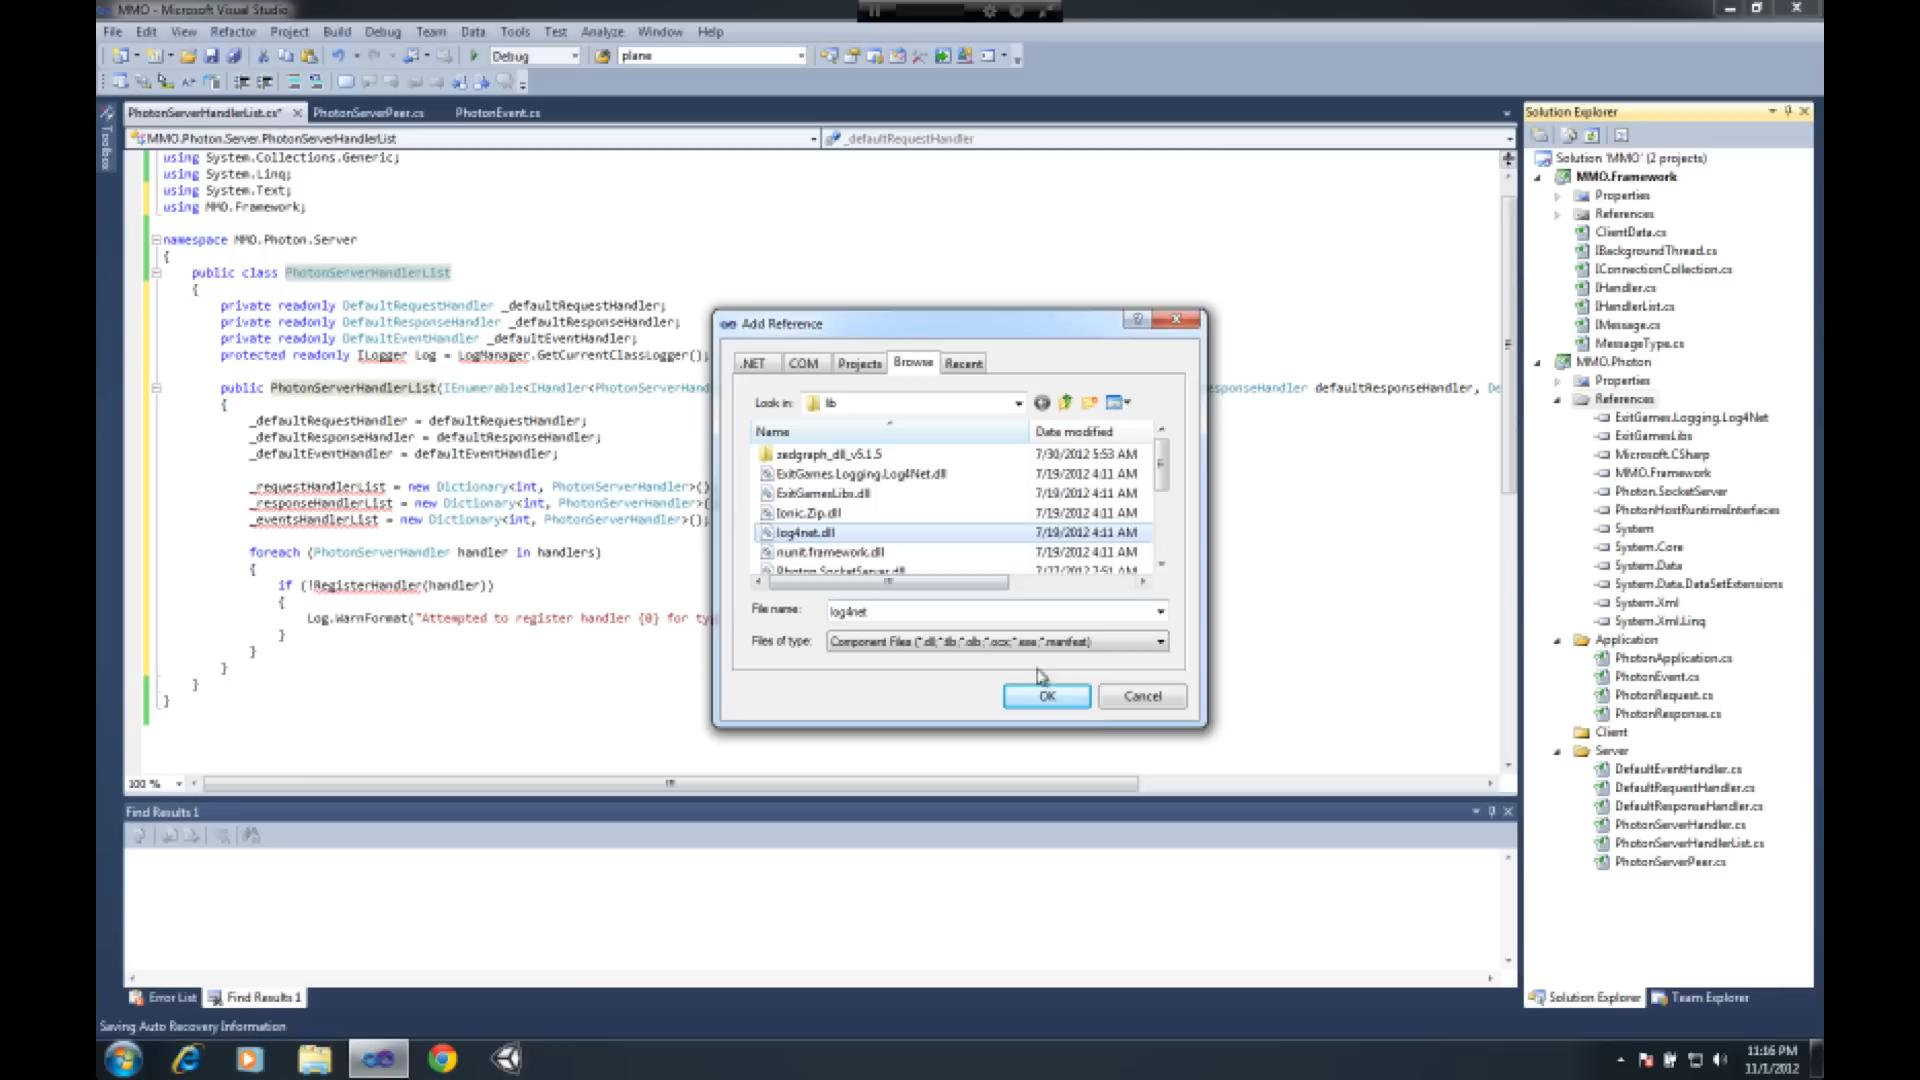 MMO - Microsoft Visual Studio
File Edit View Refactor Project Build Debug Team Data Tools Test Analyze Window Help
Debug plane
PhotonServerHandlerList.cs* PhotonServerPeer.cs PhotonEvent.cs
MMO.Photon.Server.PhotonServerHandlerList _defaultRequestHandler
Toolbox
using System.Collections.Generic;
using System.Linq;
using System.Text;
using MMO.Framework;
namespace MMO.Photon.Server
{
public class PhotonServerHandlerList
{
private readonly DefaultRequestHandler _defaultRequestHandler;
private readonly DefaultResponseHandler _defaultResponseHandler;
private readonly DefaultEventHandler _defaultEventHandler;
protected readonly ILogger Log = LogManager.GetCurrentClassLogger();
public PhotonServerHandlerList(IEnumerable<IHandler<PhotonServerHand
esponseHandler defaultResponseHandler, De
{
_defaultRequestHandler = defaultRequestHandler;
_defaultResponseHandler = defaultResponseHandler;
_defaultEventHandler = defaultEventHandler;
_requestHandlerList = new Dictionary<int, PhotonServerHandler>()
_responseHandlerList = new Dictionary<int, PhotonServerHandler>(
_eventsHandlerList = new Dictionary<int, PhotonServerHandler>();
foreach (PhotonServerHandler handler in handlers)
{
if (!RegisterHandler(handler))
{
Log.WarnFormat("Attempted to register handler {0} for typ
}
}
}
}
}
100 %
Add Reference
.NET COM Projects Browse Recent
Look in: lib
Name Date modified
zedgraph_dll_v5.1.5 7/30/2012 5:53 AM
ExitGames.Logging.Log4Net.dll 7/19/2012 4:11 AM
ExitGamesLibs.dll 7/19/2012 4:11 AM
Ionic.Zip.dll 7/19/2012 4:11 AM
log4net.dll 7/19/2012 4:11 AM
nunit.framework.dll 7/19/2012 4:11 AM
Photon.SocketServer.dll 7/27/2012 7:51 AM
File name: log4net
Files of type: Component Files (*.dll;*.tlb;*.olb;*.ocx;*.exe;*.manifest)
OK Cancel
Solution Explorer
Solution 'MMO' (2 projects)
MMO.Framework
Properties
References
ClientData.cs
IBackgroundThread.cs
IConnectionCollection.cs
IHandler.cs
IHandlerList.cs
IMessage.cs
MessageType.cs
MMO.Photon
Properties
References
ExitGames.Logging.Log4Net
ExitGamesLibs
Microsoft.CSharp
MMO.Framework
Photon.SocketServer
PhotonHostRuntimeInterfaces
System
System.Core
System.Data
System.Data.DataSetExtensions
System.Xml
System.Xml.Linq
Application
PhotonApplication.cs
PhotonEvent.cs
PhotonRequest.cs
PhotonResponse.cs
Client
Server
DefaultEventHandler.cs
DefaultRequestHandler.cs
DefaultResponseHandler.cs
PhotonServerHandler.cs
PhotonServerHandlerList.cs
PhotonServerPeer.cs
Find Results 1
Error List Find Results 1
Solution Explorer Team Explorer
Saving Auto Recovery Information
11:16 PM
11/1/2012